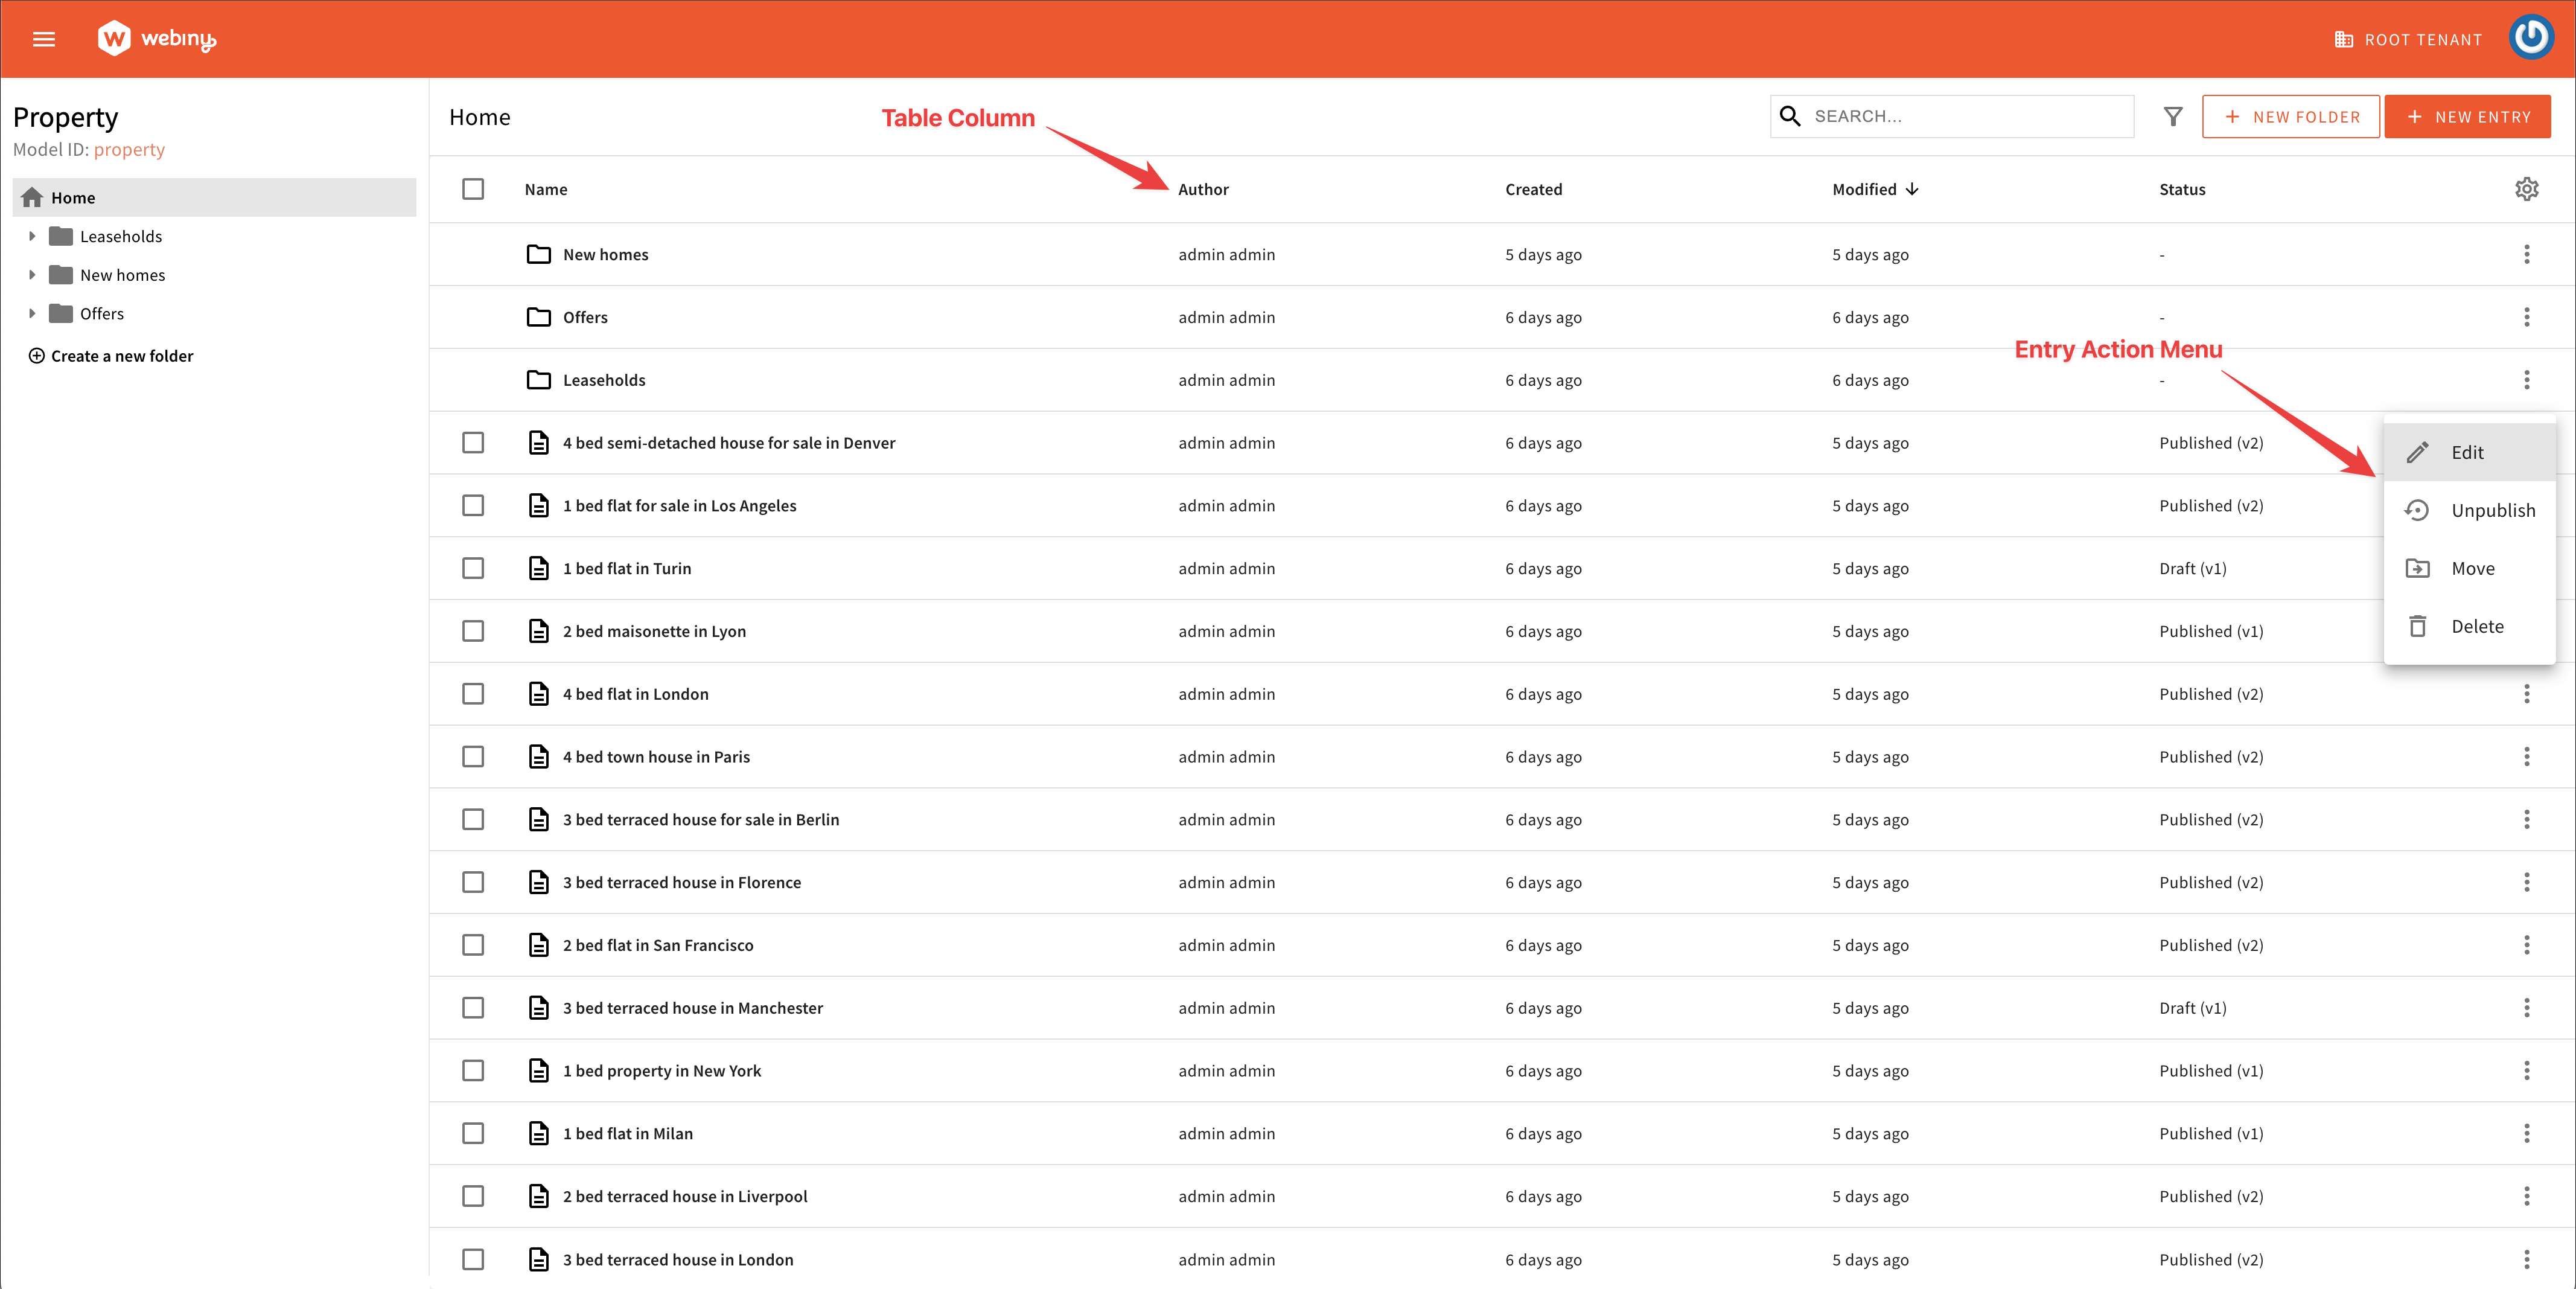 webiny
ROOT TENANT
Property
Model ID: property
Home
Leaseholds
New homes
Offers
Create a new folder
Home
Table Column
SEARCH...
+ NEW FOLDER
+ NEW ENTRY
Name Author Created Modified Status
New homes admin admin 5 days ago 5 days ago -
Offers admin admin 6 days ago 6 days ago -
Entry Action Menu
Leaseholds admin admin 6 days ago 6 days ago -
4 bed semi-detached house for sale in Denver admin admin 6 days ago 5 days ago Published (v2)
1 bed flat for sale in Los Angeles admin admin 6 days ago 5 days ago Published (v2)
1 bed flat in Turin admin admin 6 days ago 5 days ago Draft (v1)
2 bed maisonette in Lyon admin admin 6 days ago 5 days ago Published (v1)
Edit
Unpublish
Move
Delete
4 bed flat in London admin admin 6 days ago 5 days ago Published (v2)
4 bed town house in Paris admin admin 6 days ago 5 days ago Published (v2)
3 bed terraced house for sale in Berlin admin admin 6 days ago 5 days ago Published (v2)
3 bed terraced house in Florence admin admin 6 days ago 5 days ago Published (v2)
2 bed flat in San Francisco admin admin 6 days ago 5 days ago Published (v2)
3 bed terraced house in Manchester admin admin 6 days ago 5 days ago Draft (v1)
1 bed property in New York admin admin 6 days ago 5 days ago Published (v1)
1 bed flat in Milan admin admin 6 days ago 5 days ago Published (v1)
2 bed terraced house in Liverpool admin admin 6 days ago 5 days ago Published (v2)
3 bed terraced house in London admin admin 6 days ago 5 days ago Published (v2)